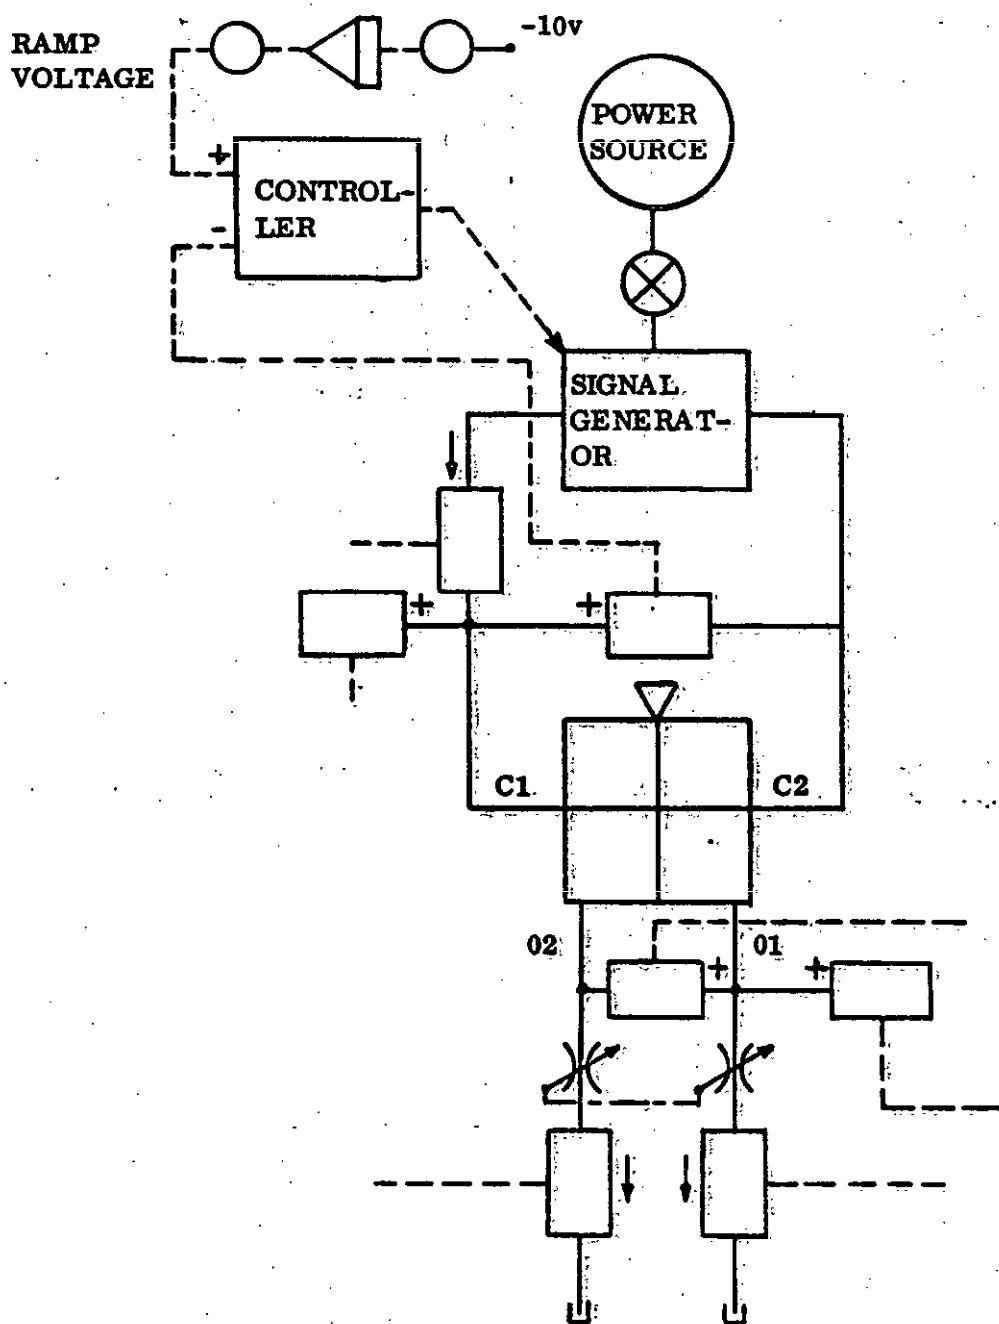 -10v
RAMP
VOLTAGE
POWER
SOURCE
+
CONTROL-
LER
-
SIGNAL
GENERAT-
OR
+
+
C1
C2
02
01
+
+